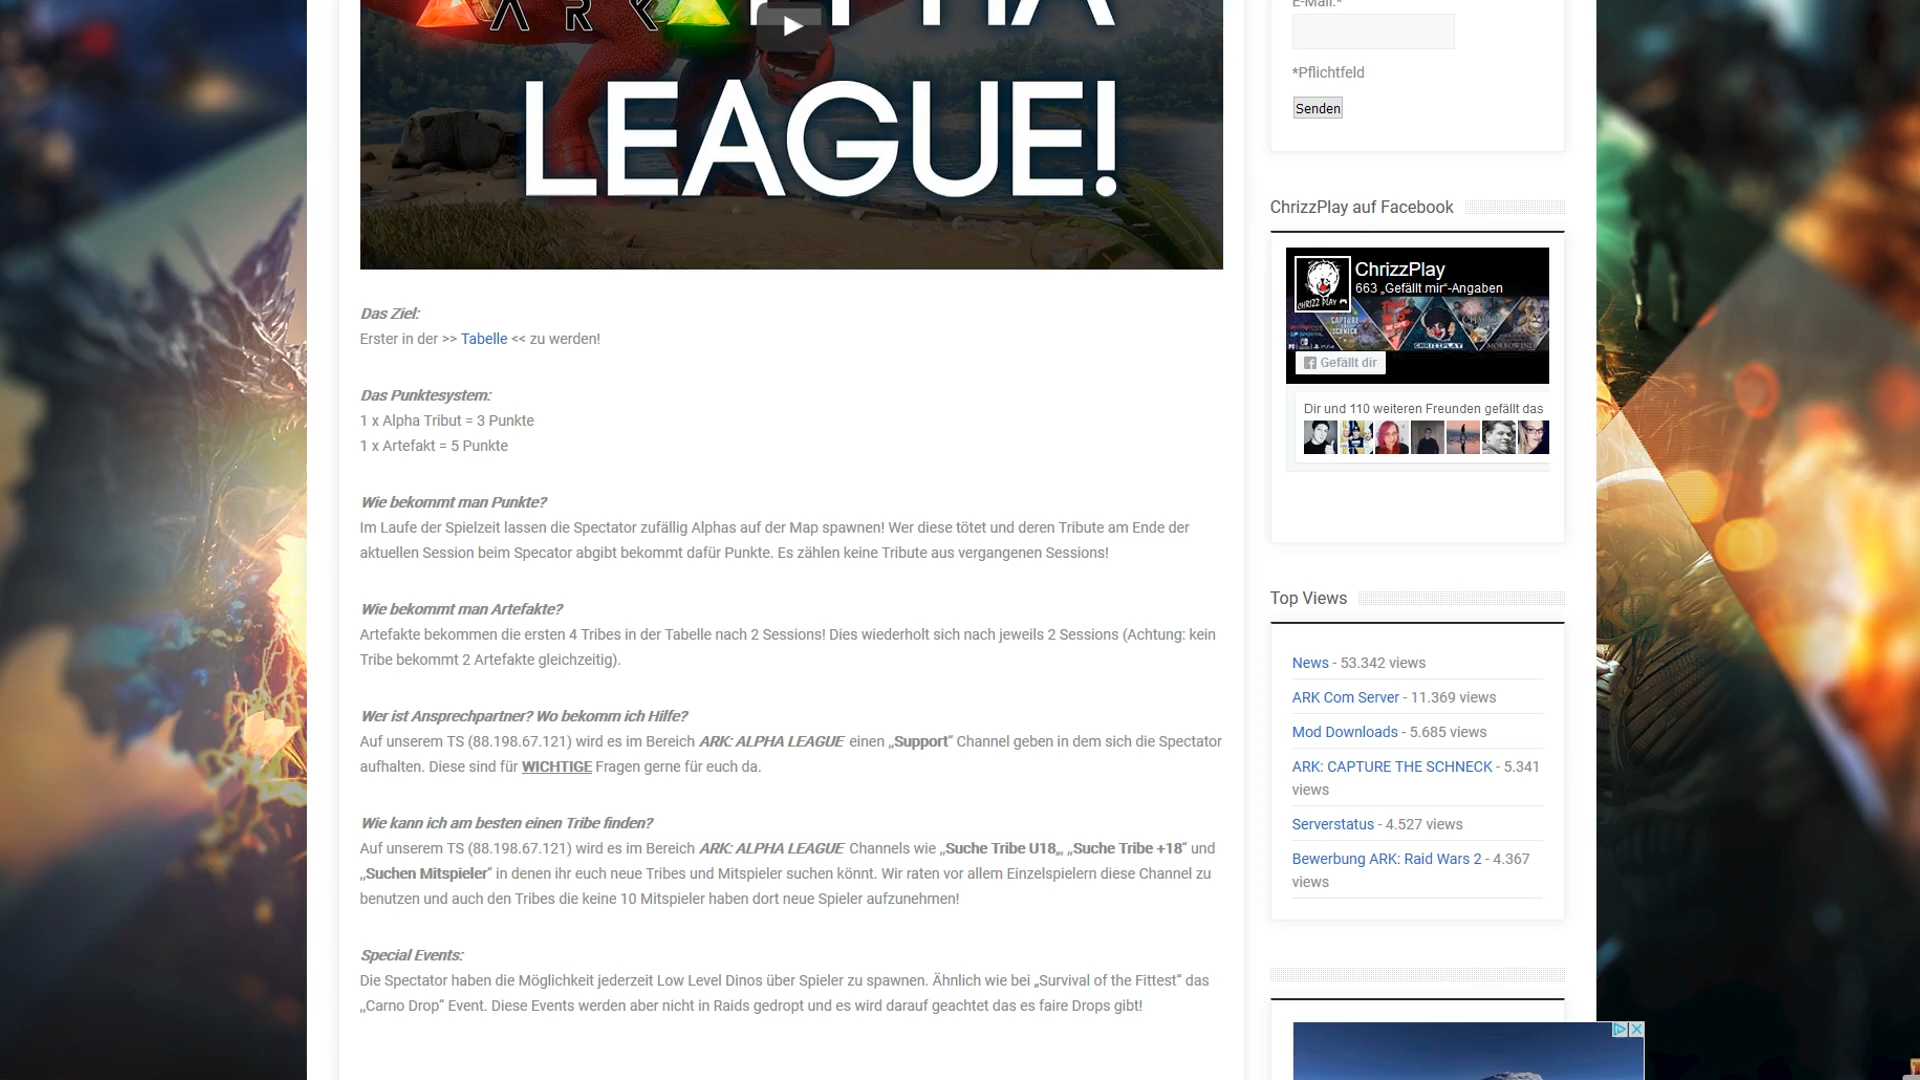 ARK ALPHA
LEAGUE!
Das Ziel:
Erster in der >> Tabelle << zu werden!
Das Punktesystem:
1 x Alpha Tribut = 3 Punkte
1 x Artefakt = 5 Punkte
Wie bekommt man Punkte?
Im Laufe der Spielzeit lassen die Spectator zufällig Alphas auf der Map spawnen! Wer diese tötet und deren Tribute am Ende der
aktuellen Session beim Specator abgibt bekommt dafür Punkte. Es zählen keine Tribute aus vergangenen Sessions!
Wie bekommt man Artefakte?
Artefakte bekommen die ersten 4 Tribes in der Tabelle nach 2 Sessions! Dies wiederholt sich nach jeweils 2 Sessions (Achtung: kein
Tribe bekommt 2 Artefakte gleichzeitig).
Wer ist Ansprechpartner? Wo bekomm ich Hilfe?
Auf unserem TS (88.198.67.121) wird es im Bereich ARK: ALPHA LEAGUE einen „Support“ Channel geben in dem sich die Spectator
aufhalten. Diese sind für WICHTIGE Fragen gerne für euch da.
Wie kann ich am besten einen Tribe finden?
Auf unserem TS (88.198.67.121) wird es im Bereich ARK: ALPHA LEAGUE Channels wie „Suche Tribe U18„, „Suche Tribe +18“ und
„Suchen Mitspieler“ in denen ihr euch neue Tribes und Mitspieler suchen könnt. Wir raten vor allem Einzelspielern diese Channel zu
benutzen und auch den Tribes die keine 10 Mitspieler haben dort neue Spieler aufzunehmen!
Special Events:
Die Spectator haben die Möglichkeit jederzeit Low Level Dinos über Spieler zu spawnen. Ähnlich wie bei „Survival of the Fittest“ das
„Carno Drop“ Event. Diese Events werden aber nicht in Raids gedropt und es wird darauf geachtet das es faire Drops gibt!
E-Mail:*
*Pflichtfeld
Senden
ChrizzPlay auf Facebook
ChrizzPlay
663 „Gefällt mir“-Angaben
CHRIZZ PLAY
CAPTURE
SCHNECK
CHRIZZPLAY
MORROWIND
Gefällt dir
Dir und 110 weiteren Freunden gefällt das
Top Views
News - 53.342 views
ARK Com Server - 11.369 views
Mod Downloads - 5.685 views
ARK: CAPTURE THE SCHNECK - 5.341
views
Serverstatus - 4.527 views
Bewerbung ARK: Raid Wars 2 - 4.367
views